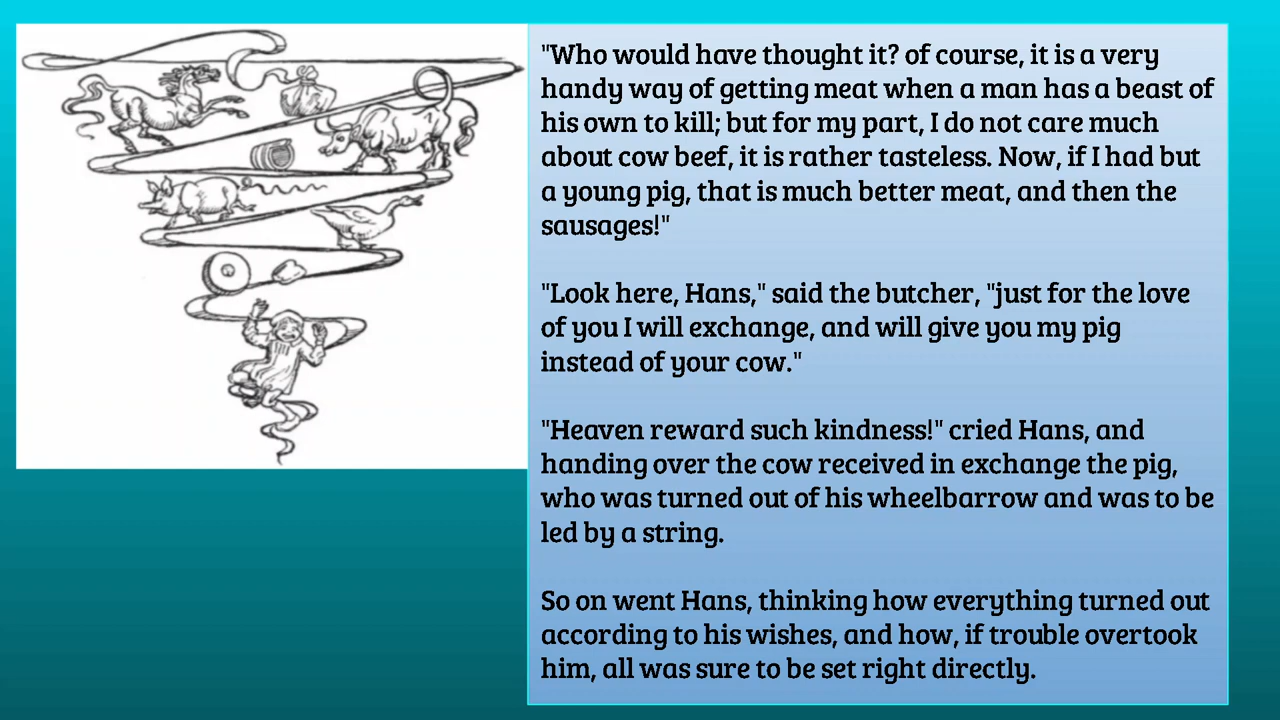 "Who would have thought it? of course, it is a very
handy way of getting meat when a man has a beast of
his own to kill; but for my part, I do not care much
about cow beef, it is rather tasteless. Now, if I had but
a young pig, that is much better meat, and then the
sausages!"
"Look here, Hans," said the butcher, "just for the love
of you I will exchange, and will give you my pig
instead of your cow."
"Heaven reward such kindness!" cried Hans, and
handing over the cow received in exchange the pig,
who was turned out of his wheelbarrow and was to be
led by a string.
So on went Hans, thinking how everything turned out
according to his wishes, and how, if trouble overtook
him, all was sure to be set right directly.